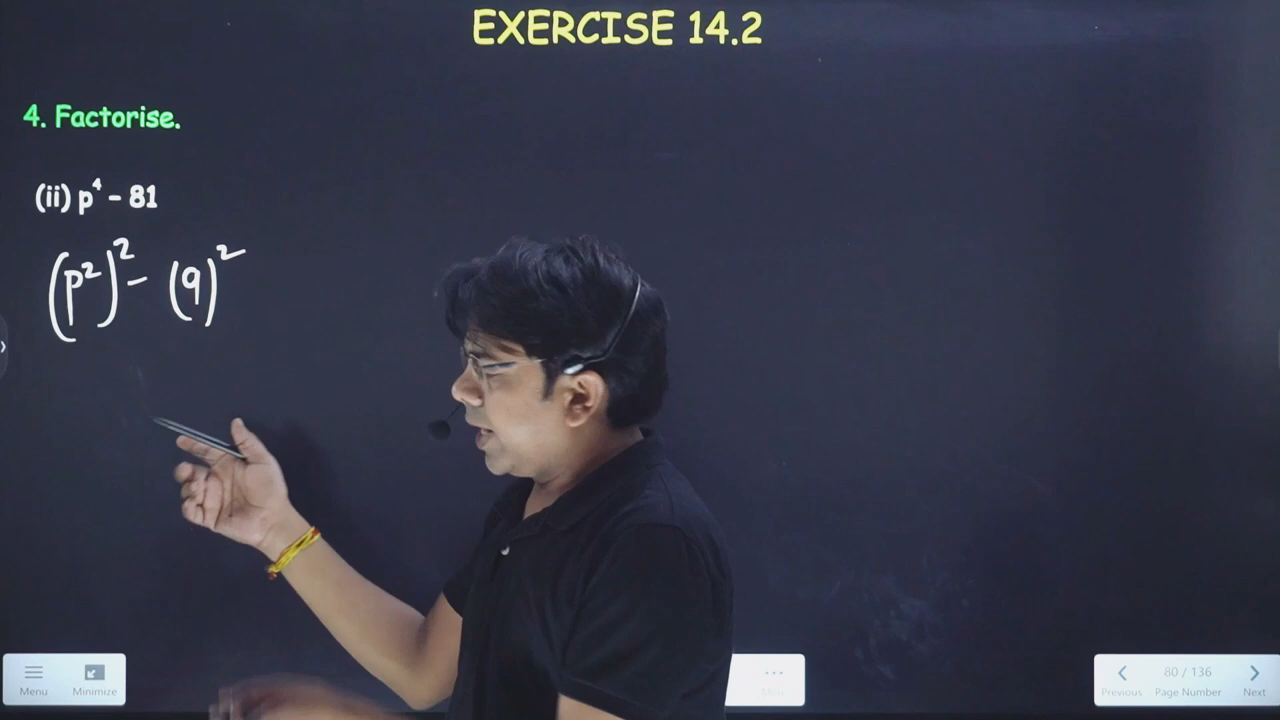 EXERCISE 14.2
4. Factorise.
(ii) p⁴ - 81
(p²)² - (9)²
Menu
Minimize
Previous
80 / 136
Page Number
Next